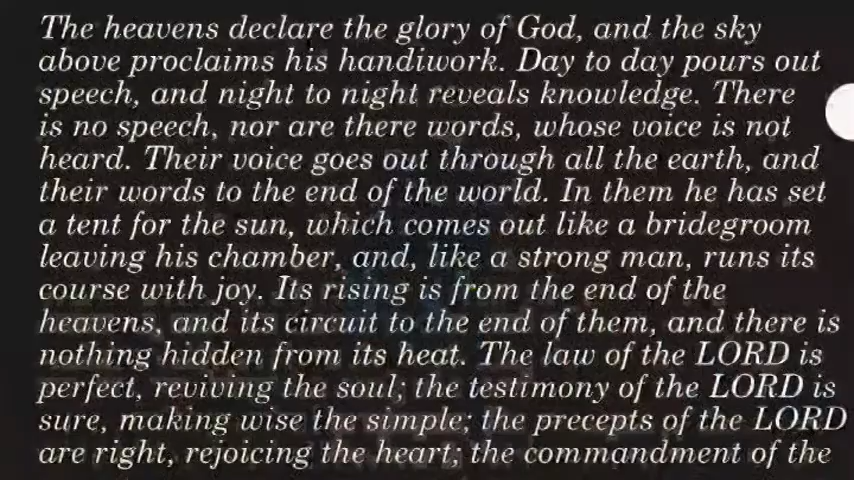 The heavens declare the glory of God, and the sky
above proclaims his handiwork. Day to day pours out
speech, and night to night reveals knowledge. There
is no speech, nor are there words, whose voice is not
heard. Their voice goes out through all the earth, and
their words to the end of the world. In them he has set
a tent for the sun, which comes out like a bridegroom
leaving his chamber, and, like a strong man, runs its
course with joy. Its rising is from the end of the
heavens, and its circuit to the end of them, and there is
nothing hidden from its heat. The law of the LORD is
perfect, reviving the soul; the testimony of the LORD is
sure, making wise the simple; the precepts of the LORD
are right, rejoicing the heart; the commandment of the